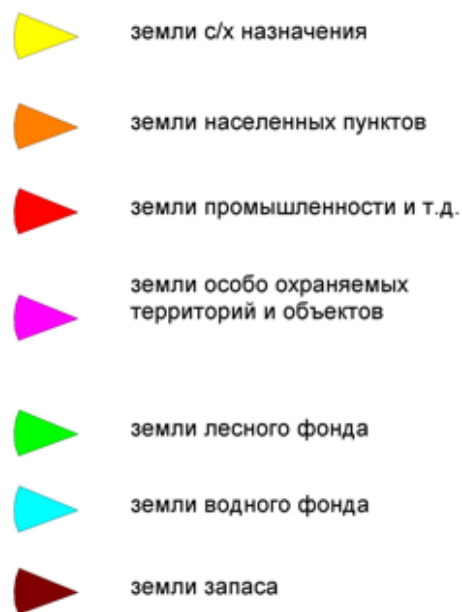 земли с/х назначения
земли населенных пунктов
земли промышленности и т.д.
земли особо охраняемых
территорий и объектов
земли лесного фонда
земли водного фонда
земли запаса